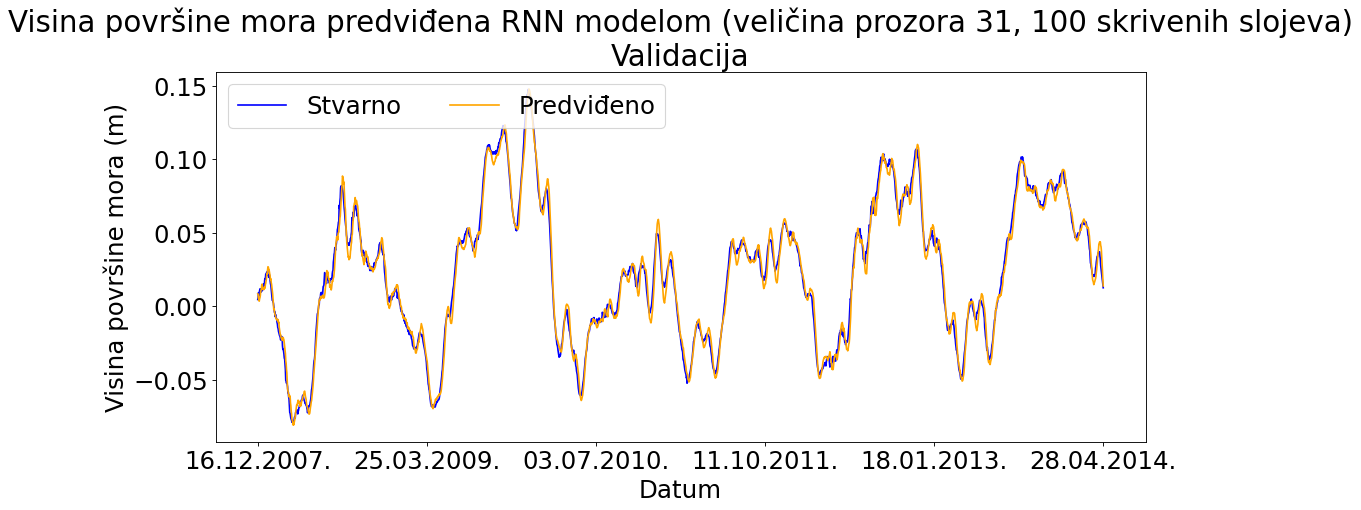 Visina površine mora predviđena RNN modelom (veličina prozora 31, 100 skrivenih slojeva)
Validacija
Stvarno Predviđeno
Visina površine mora (m)
0.15
0.10
0.05
0.00
−0.05
16.12.2007. 25.03.2009. 03.07.2010. 11.10.2011. 18.01.2013. 28.04.2014.
Datum